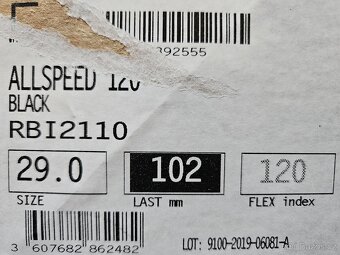 392555
ALLSPEED 120
BLACK
RBI2110
29.0 102 120
SIZE LAST mm FLEX index
3 607682 862482
LOT: 9100-2019-06081-A